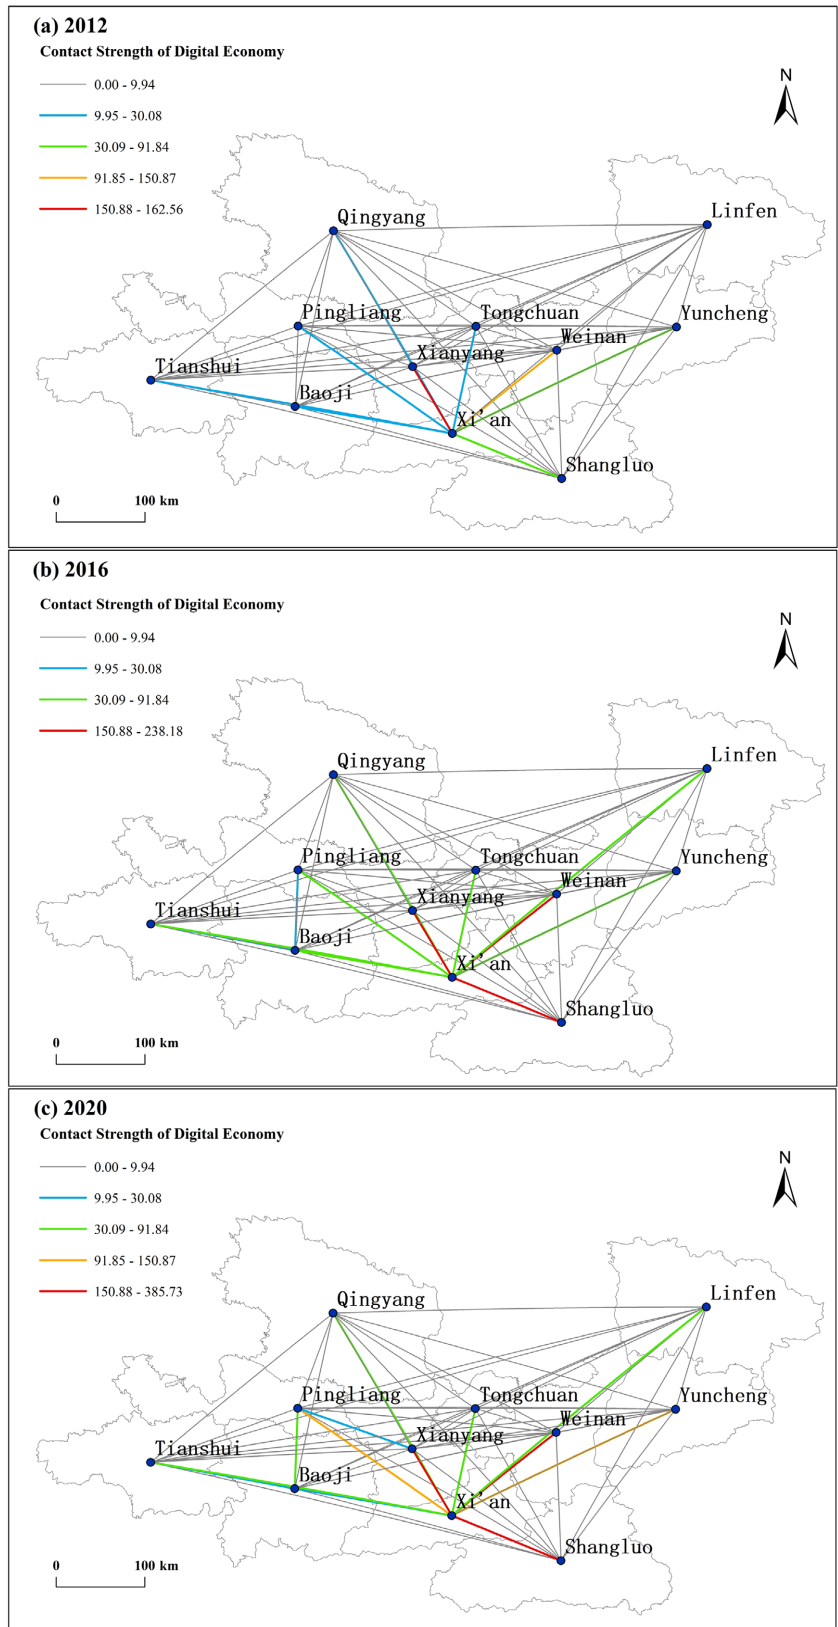 (a) 2012
Contact Strength of Digital Economy
0.00 - 9.94
9.95 - 30.08
30.09 - 91.84
91.85 - 150.87
150.88 - 162.56
N
Qingyang
Linfen
Pingliang
Tongchuan
Yuncheng
Weinan
Xianyang
Tianshui
Baoji
Xi'an
Shangluo
0 100 km
(b) 2016
Contact Strength of Digital Economy
0.00 - 9.94
9.95 - 30.08
30.09 - 91.84
150.88 - 238.18
N
Qingyang
Linfen
Pingliang
Tongchuan
Yuncheng
Weinan
Xianyang
Tianshui
Baoji
Xi'an
Shangluo
0 100 km
(c) 2020
Contact Strength of Digital Economy
0.00 - 9.94
9.95 - 30.08
30.09 - 91.84
91.85 - 150.87
150.88 - 385.73
N
Qingyang
Linfen
Pingliang
Tongchuan
Yuncheng
Weinan
Xianyang
Tianshui
Baoji
Xi'an
Shangluo
0 100 km